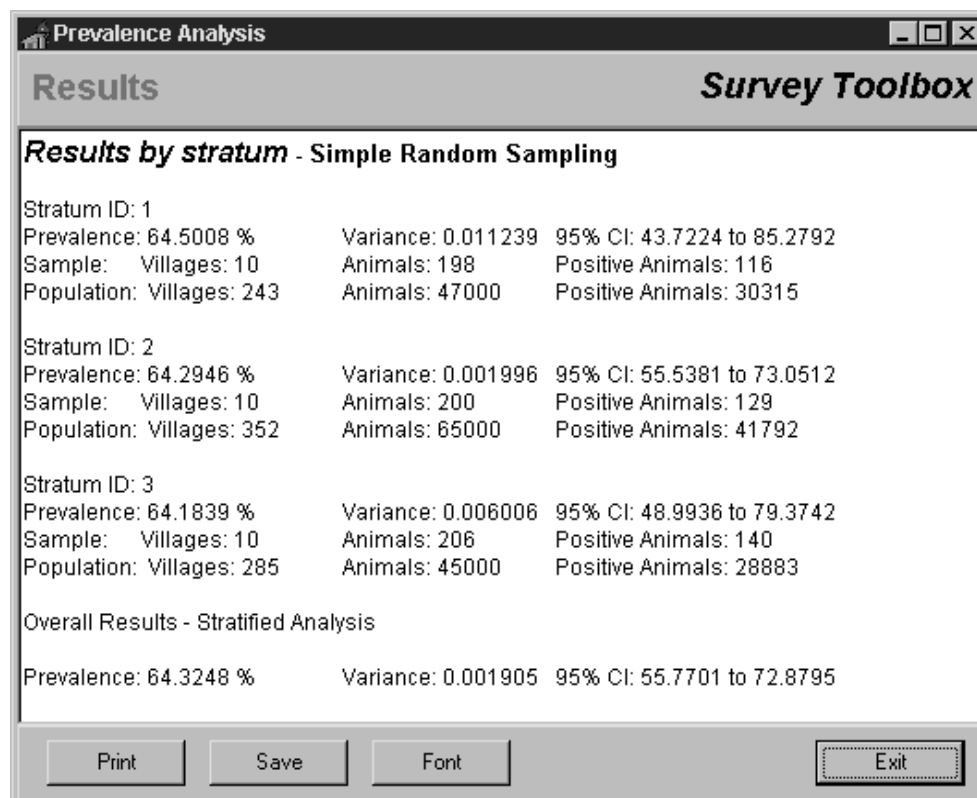 Prevalence Analysis
Results Survey Toolbox
Results by stratum - Simple Random Sampling
Stratum ID: 1
Prevalence: 64.5008 % Variance: 0.011239 95% CI: 43.7224 to 85.2792
Sample: Villages: 10 Animals: 198 Positive Animals: 116
Population: Villages: 243 Animals: 47000 Positive Animals: 30315
Stratum ID: 2
Prevalence: 64.2946 % Variance: 0.001996 95% CI: 55.5381 to 73.0512
Sample: Villages: 10 Animals: 200 Positive Animals: 129
Population: Villages: 352 Animals: 65000 Positive Animals: 41792
Stratum ID: 3
Prevalence: 64.1839 % Variance: 0.006006 95% CI: 48.9936 to 79.3742
Sample: Villages: 10 Animals: 206 Positive Animals: 140
Population: Villages: 285 Animals: 45000 Positive Animals: 28883
Overall Results - Stratified Analysis
Prevalence: 64.3248 % Variance: 0.001905 95% CI: 55.7701 to 72.8795
Print Save Font Exit